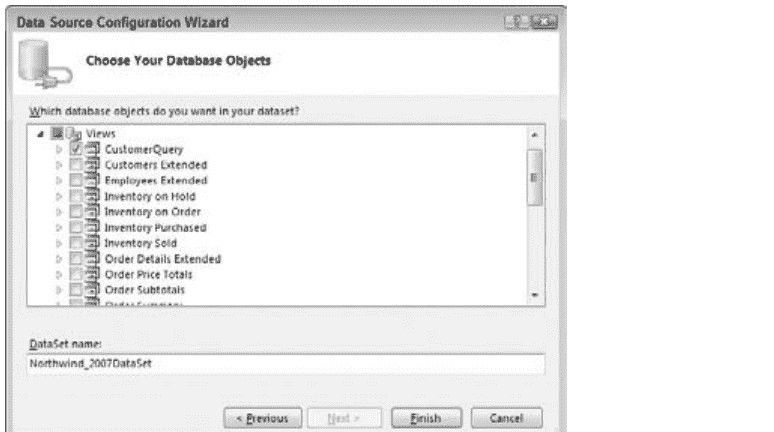 Data Source Configuration Wizard
Choose Your Database Objects
Which database objects do you want in your dataset?
Views
CustomerQuery
Customers Extended
Employees Extended
Inventory on Hold
Inventory on Order
Inventory Purchased
Inventory Sold
Order Details Extended
Order Price Totals
Order Subtotals
DataSet name:
Northwind_2007DataSet
< Previous Next > Finish Cancel